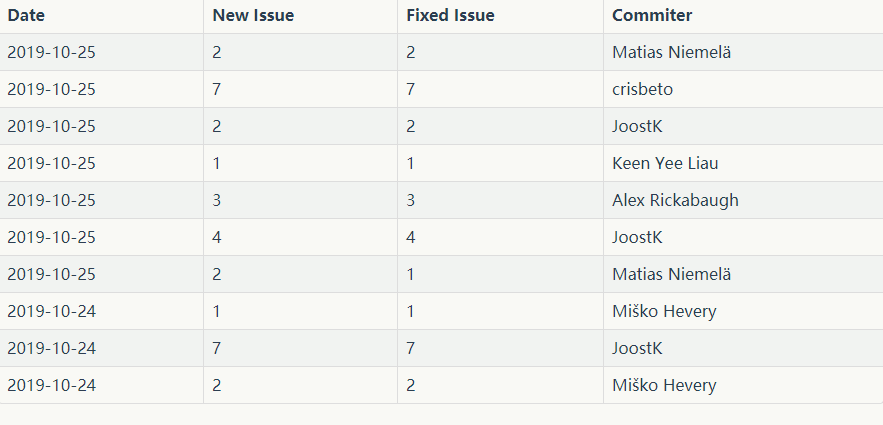 Date New Issue Fixed Issue Commiter
2019-10-25 2 2 Matias Niemelä
2019-10-25 7 7 crisbeto
2019-10-25 2 2 JoostK
2019-10-25 1 1 Keen Yee Liau
2019-10-25 3 3 Alex Rickabaugh
2019-10-25 4 4 JoostK
2019-10-25 2 1 Matias Niemelä
2019-10-24 1 1 Miško Hevery
2019-10-24 7 7 JoostK
2019-10-24 2 2 Miško Hevery